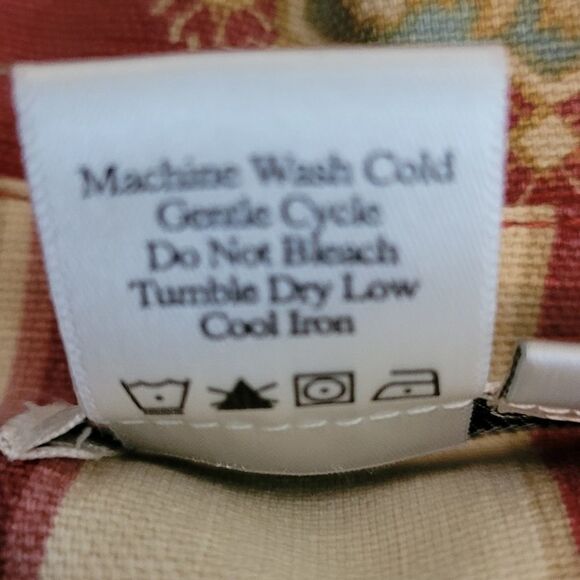 Machine Wash Cold
Gentle Cycle
Do Not Bleach
Tumble Dry Low
Cool Iron